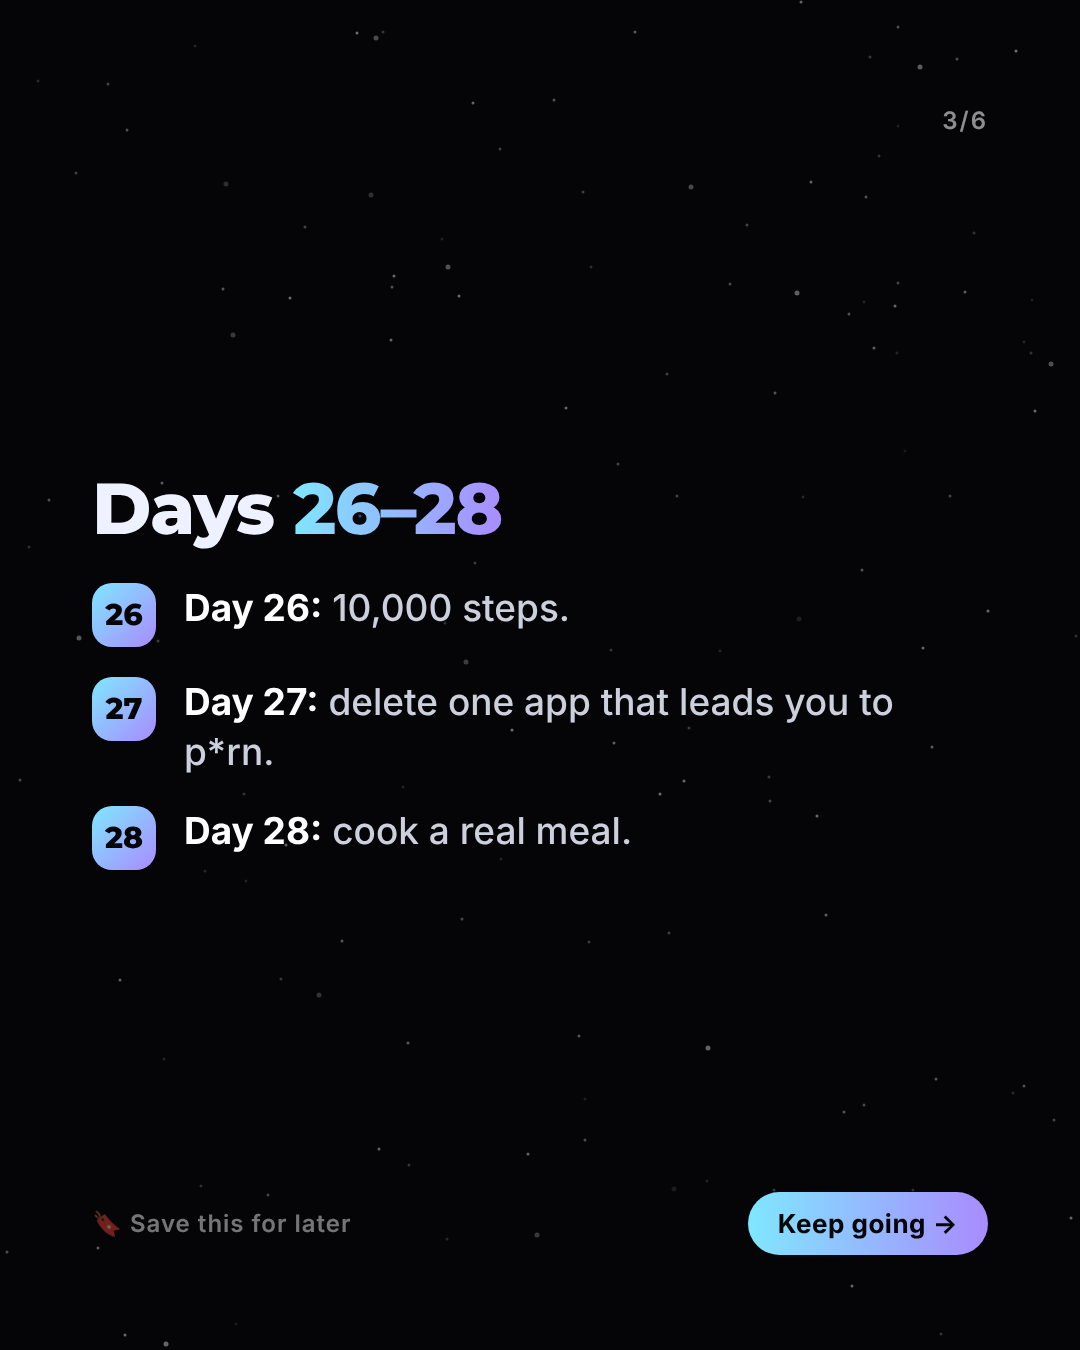 3/6
Days 26–28
26 Day 26: 10,000 steps.
27 Day 27: delete one app that leads you to
p*rn.
28 Day 28: cook a real meal.
🔖 Save this for later
Keep going →